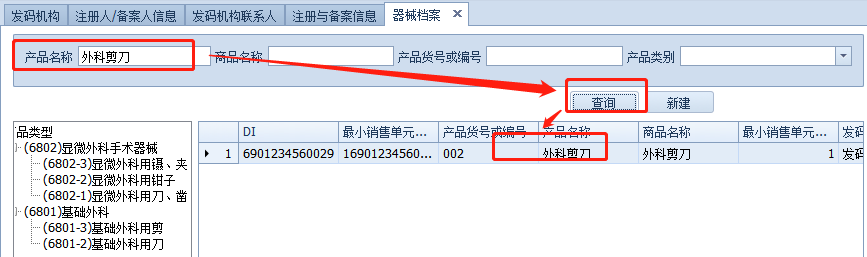 发码机构 注册人/备案人信息 发码机构联系人 注册与备案信息 器械档案
产品名称 外科剪刀 商品名称 产品货号或编号 产品类别
查询 新建
品类型
(6802)显微外科手术器械
(6802-3)显微外科用镊、夹
(6802-2)显微外科用钳子
(6802-1)显微外科用刀、凿
(6801)基础外科
(6801-3)基础外科用剪
(6801-2)基础外科用刀
DI 最小销售单元... 产品货号或编号 产品名称 商品名称 最小销售单元... 发码
1 6901234560029 16901234560... 002 外科剪刀 外科剪刀 1 发码